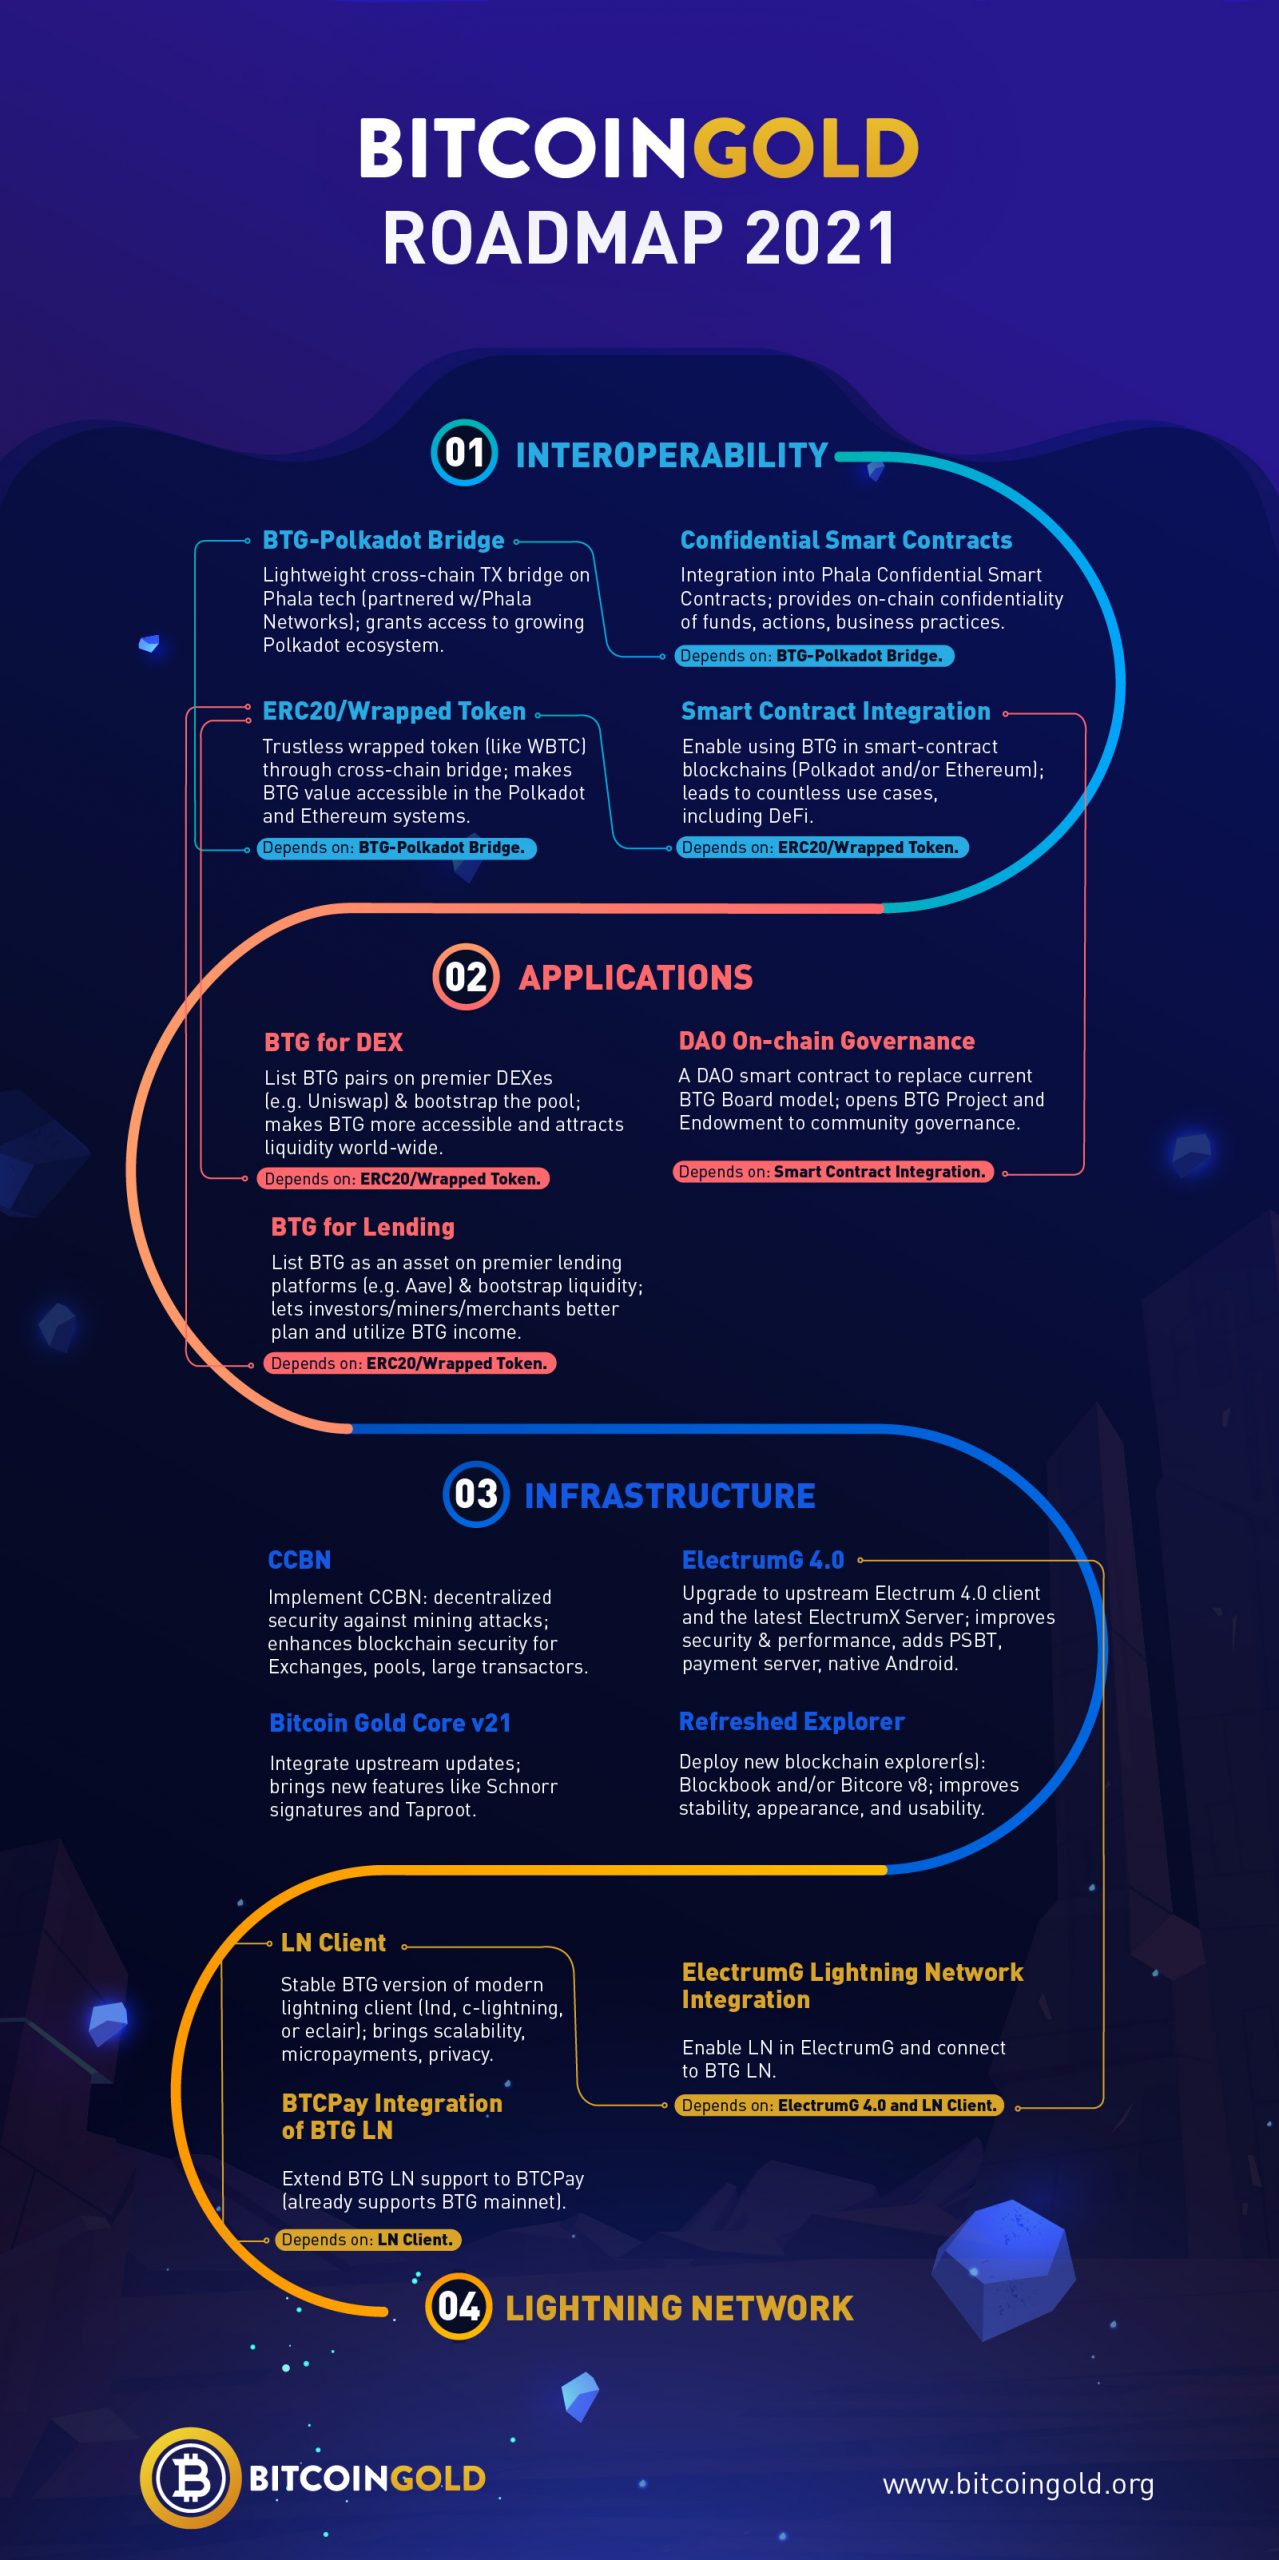 BITCOINGOLD
ROADMAP 2021
01 INTEROPERABILITY
BTG-Polkadot Bridge
Lightweight cross-chain TX bridge on
Phala tech (partnered w/Phala
Networks); grants access to growing
Polkadot ecosystem.
Confidential Smart Contracts
Integration into Phala Confidential Smart
Contracts; provides on-chain confidentiality
of funds, actions, business practices.
Depends on: BTG-Polkadot Bridge.
ERC20/Wrapped Token
Trustless wrapped token (like WBTC)
through cross-chain bridge; makes
BTG value accessible in the Polkadot
and Ethereum systems.
Depends on: BTG-Polkadot Bridge.
Smart Contract Integration
Enable using BTG in smart-contract
blockchains (Polkadot and/or Ethereum);
leads to countless use cases,
including DeFi.
Depends on: ERC20/Wrapped Token.
02 APPLICATIONS
BTG for DEX
List BTG pairs on premier DEXes
(e.g. Uniswap) & bootstrap the pool;
makes BTG more accessible and attracts
liquidity world-wide.
Depends on: ERC20/Wrapped Token.
DAO On-chain Governance
A DAO smart contract to replace current
BTG Board model; opens BTG Project and
Endowment to community governance.
Depends on: Smart Contract Integration.
BTG for Lending
List BTG as an asset on premier lending
platforms (e.g. Aave) & bootstrap liquidity;
lets investors/miners/merchants better
plan and utilize BTG income.
Depends on: ERC20/Wrapped Token.
03 INFRASTRUCTURE
CCBN
Implement CCBN: decentralized
security against mining attacks;
enhances blockchain security for
Exchanges, pools, large transactors.
ElectrumG 4.0
Upgrade to upstream Electrum 4.0 client
and the latest ElectrumX Server; improves
security & performance, adds PSBT,
payment server, native Android.
Bitcoin Gold Core v21
Integrate upstream updates;
brings new features like Schnorr
signatures and Taproot.
Refreshed Explorer
Deploy new blockchain explorer(s):
Blockbook and/or Bitcore v8; improves
stability, appearance, and usability.
LN Client
Stable BTG version of modern
lightning client (lnd, c-lightning,
or eclair); brings scalability,
micropayments, privacy.
ElectrumG Lightning Network
Integration
Enable LN in ElectrumG and connect
to BTG LN.
Depends on: ElectrumG 4.0 and LN Client.
BTCPay Integration
of BTG LN
Extend BTG LN support to BTCPay
(already supports BTG mainnet).
Depends on: LN Client.
04 LIGHTNING NETWORK
BITCOINGOLD
www.bitcoingold.org